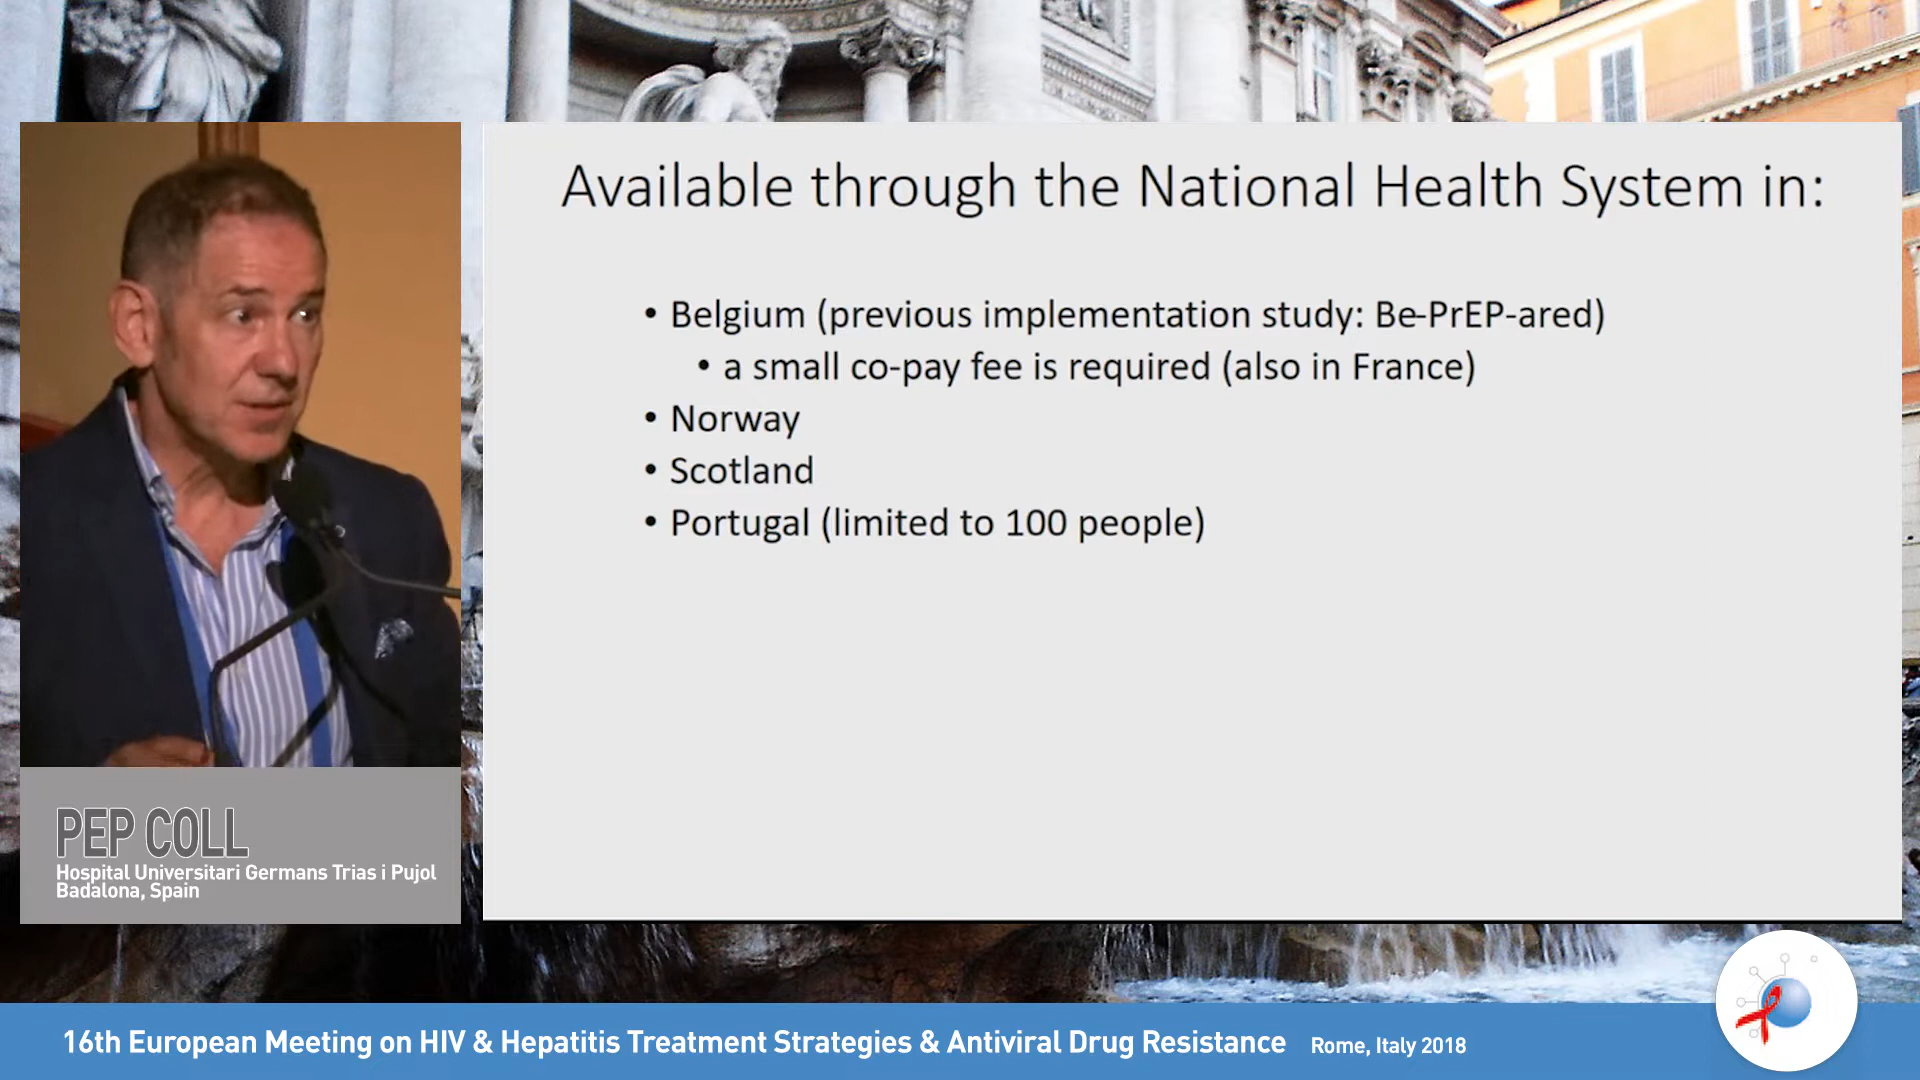 Available through the National Health System in:
• Belgium (previous implementation study: Be-PrEP-ared)
• a small co-pay fee is required (also in France)
• Norway
• Scotland
• Portugal (limited to 100 people)
PEP COLL
Hospital Universitari Germans Trias i Pujol
Badalona, Spain
16th European Meeting on HIV & Hepatitis Treatment Strategies & Antiviral Drug Resistance Rome, Italy 2018